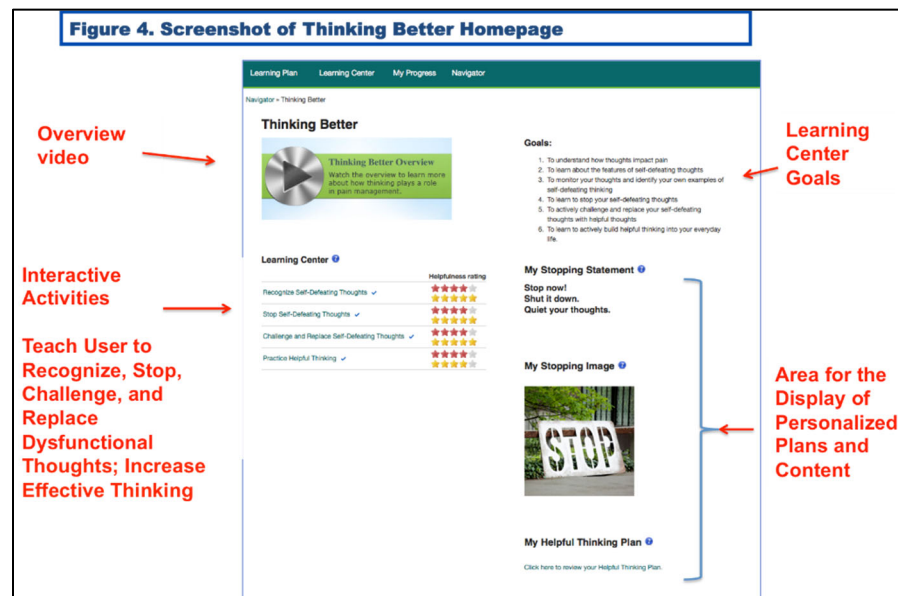 Figure 4. Screenshot of Thinking Better Homepage
Learning Plan Learning Center My Progress Navigator
Navigator » Thinking Better
Thinking Better
Thinking Better Overview
Watch the overview to learn more
about how thinking plays a role
in pain management.
Goals:
1. To understand how thoughts impact pain
2. To learn about the features of self-defeating thoughts
3. To monitor your thoughts and identify your own examples of
self-defeating thinking
4. To learn to stop your self-defeating thoughts
5. To actively challenge and replace your self-defeating
thoughts with helpful thoughts
6. To learn to actively build helpful thinking into your everyday
life.
Overview
video
Learning
Center
Goals
Learning Center ?
Helpfulness rating
Recognize Self-Defeating Thoughts ✓
Stop Self-Defeating Thoughts ✓
Challenge and Replace Self-Defeating Thoughts ✓
Practice Helpful Thinking ✓
Interactive
Activities
Teach User to
Recognize, Stop,
Challenge, and
Replace
Dysfunctional
Thoughts; Increase
Effective Thinking
My Stopping Statement ?
Stop now!
Shut it down.
Quiet your thoughts.
My Stopping Image ?
STOP
My Helpful Thinking Plan ?
Click here to review your Helpful Thinking Plan.
Area for the
Display of
Personalized
Plans and
Content